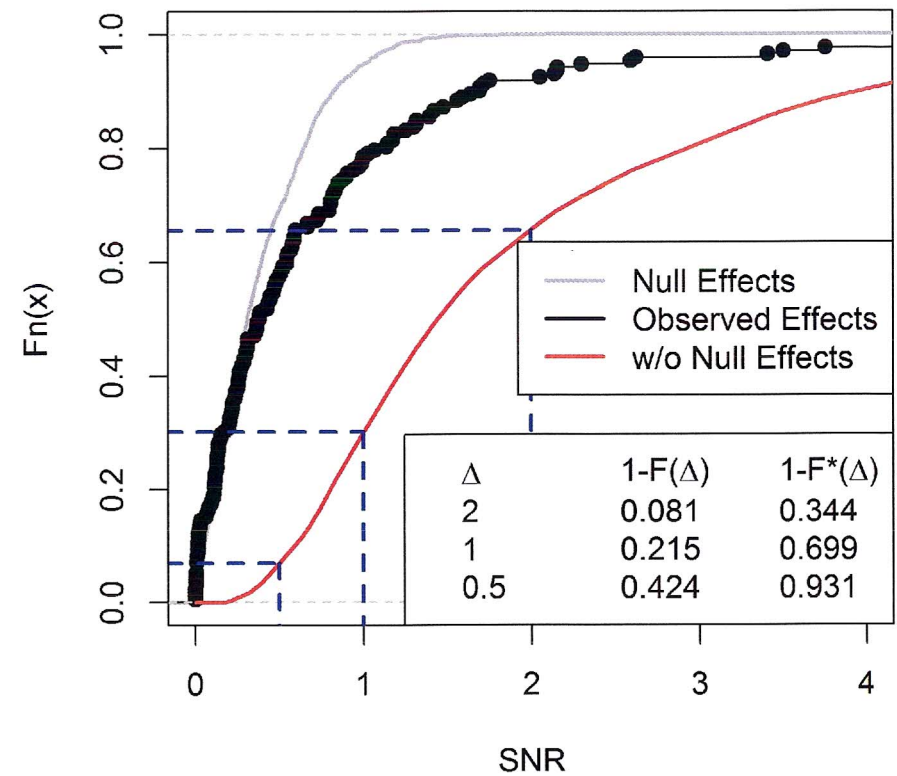 Fn(x)
1.0
0.8
0.6
0.4
0.2
0.0
Null Effects
Observed Effects
w/o Null Effects
Δ 1-F(Δ) 1-F*(Δ)
2 0.081 0.344
1 0.215 0.699
0.5 0.424 0.931
0 1 2 3 4
SNR